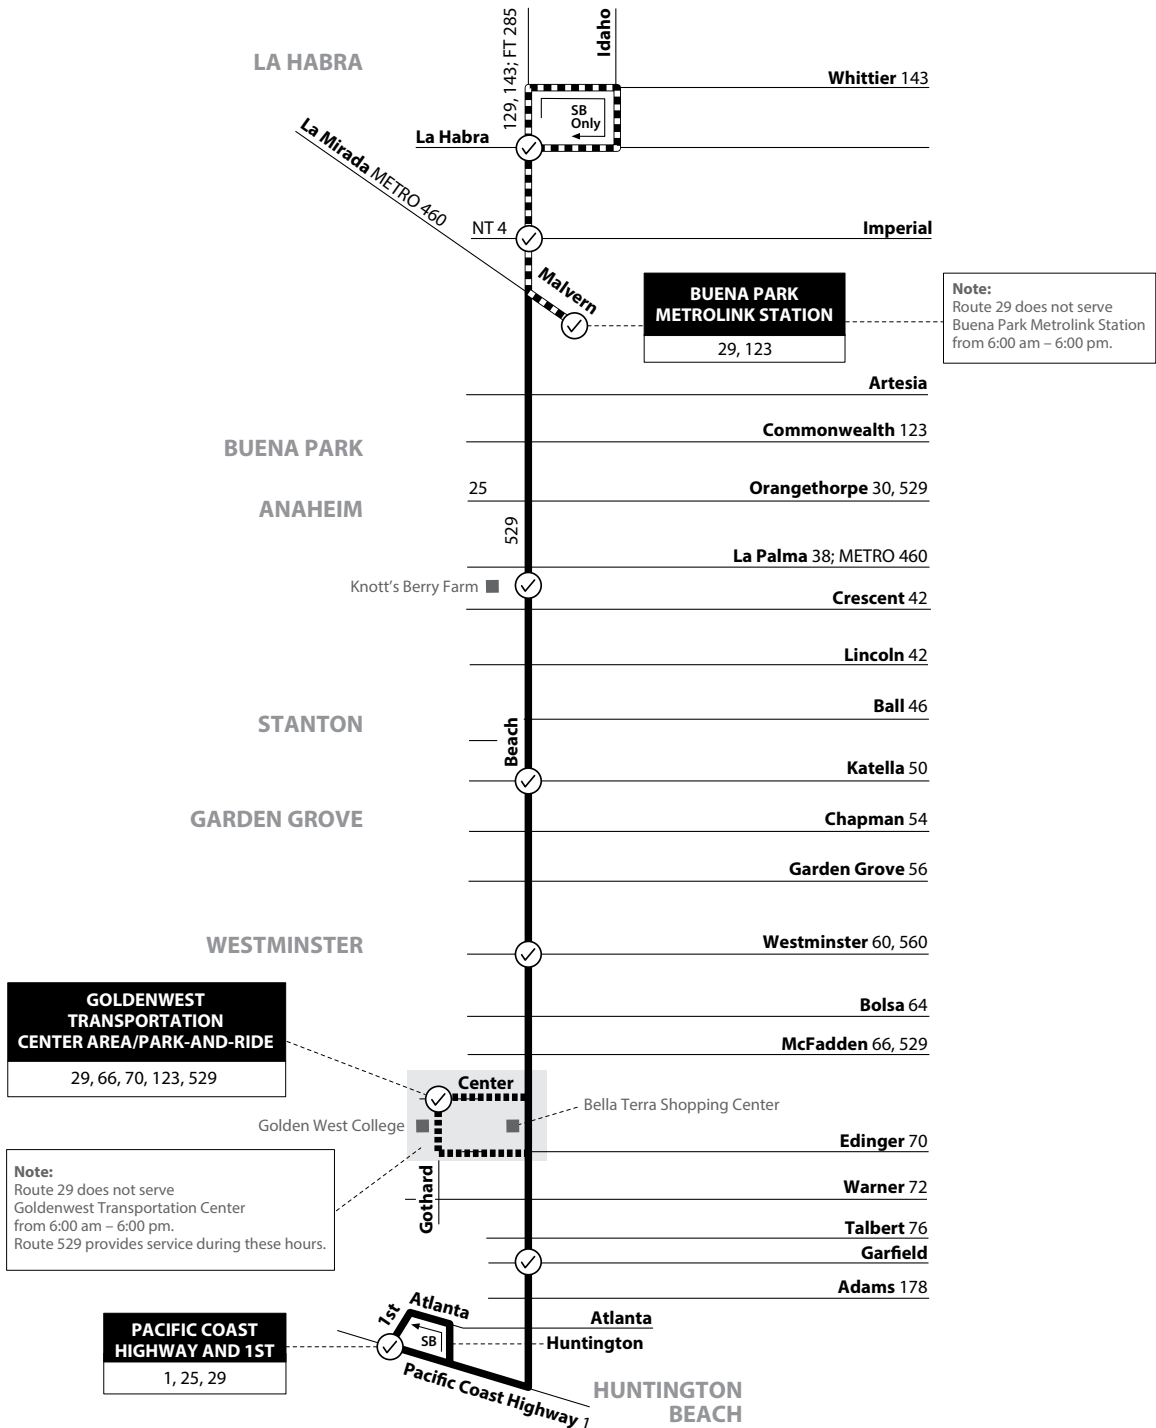 129, 143; FT 285
Idaho
LA HABRA
Whittier 143
SB
Only
La Habra
La Mirada METRO 460
NT 4
Imperial
Malvern
BUENA PARK
METROLINK STATION
29, 123
Note:
Route 29 does not serve
Buena Park Metrolink Station
from 6:00 am – 6:00 pm.
Artesia
Commonwealth 123
BUENA PARK
25
Orangethorpe 30, 529
ANAHEIM
529
La Palma 38; METRO 460
Knott's Berry Farm
Crescent 42
Lincoln 42
Ball 46
STANTON
Beach
Katella 50
GARDEN GROVE
Chapman 54
Garden Grove 56
WESTMINSTER
Westminster 60, 560
GOLDENWEST
TRANSPORTATION
CENTER AREA/PARK-AND-RIDE
29, 66, 70, 123, 529
Bolsa 64
McFadden 66, 529
Center
Bella Terra Shopping Center
Golden West College
Edinger 70
Note:
Route 29 does not serve
Goldenwest Transportation Center
from 6:00 am – 6:00 pm.
Route 529 provides service during these hours.
Gothard
Warner 72
Talbert 76
Garfield
Adams 178
1st
Atlanta
Atlanta
SB
Huntington
PACIFIC COAST
HIGHWAY AND 1ST
1, 25, 29
Pacific Coast Highway 1
HUNTINGTON
BEACH